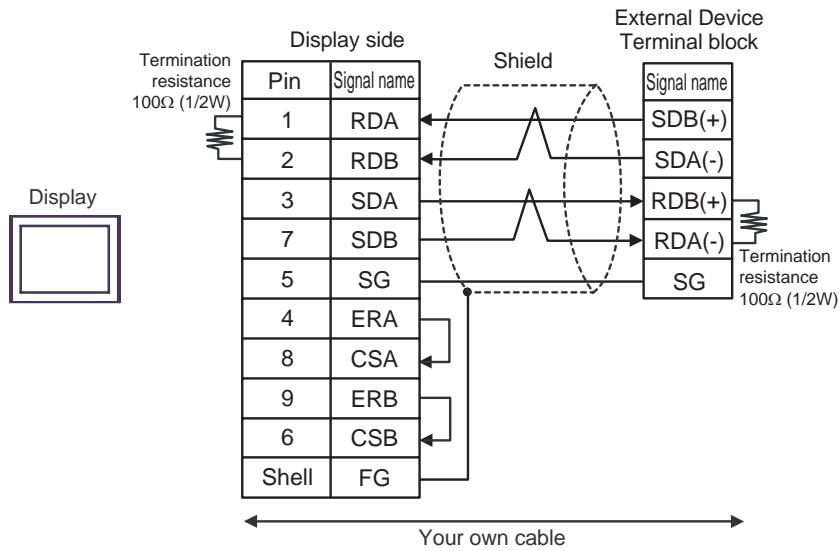 External Device
Terminal block
Display side
Shield
Termination
resistance
100Ω (1/2W)
Pin Signal name
Signal name
1 RDA SDB(+)
2 RDB SDA(-)
3 SDA RDB(+)
7 SDB RDA(-)
5 SG SG
4 ERA
8 CSA
9 ERB
6 CSB
Shell FG
Display
Termination
resistance
100Ω (1/2W)
Your own cable